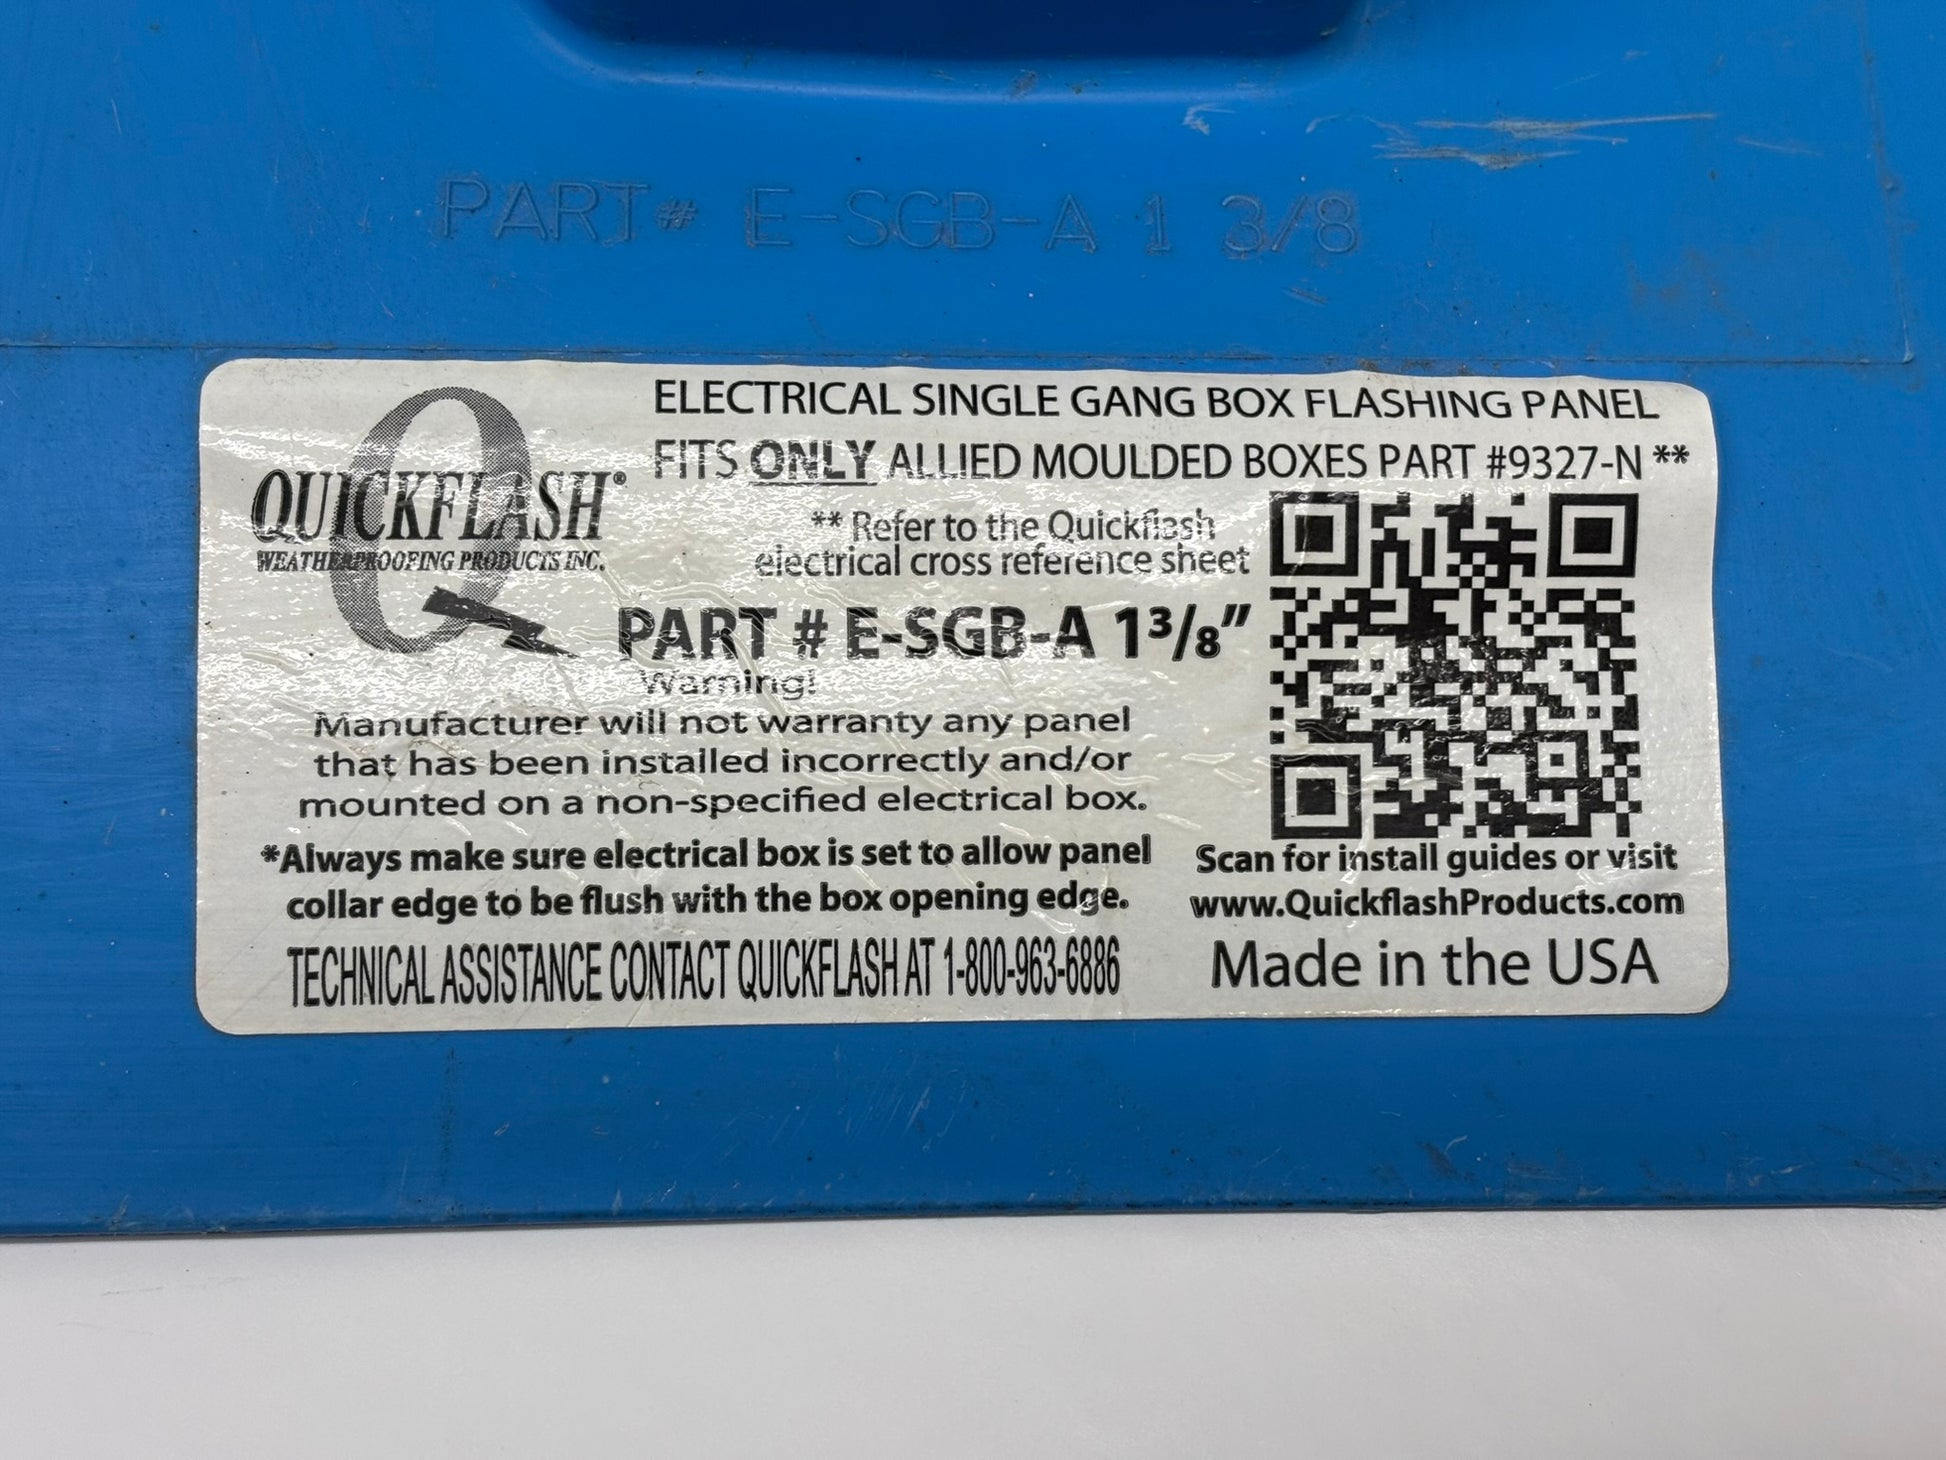 PART# E-SGB-A 1 3/8
ELECTRICAL SINGLE GANG BOX FLASHING PANEL
FITS ONLY ALLIED MOULDED BOXES PART #9327-N **
Q
QUICKFLASH®
WEATHERPROOFING PRODUCTS INC.
** Refer to the Quickflash
electrical cross reference sheet
PART # E-SGB-A 1 3/8”
Warning!
Manufacturer will not warranty any panel
that has been installed incorrectly and/or
mounted on a non-specified electrical box.
*Always make sure electrical box is set to allow panel
collar edge to be flush with the box opening edge.
TECHNICAL ASSISTANCE CONTACT QUICKFLASH AT 1-800-963-6886
Scan for install guides or visit
www.QuickflashProducts.com
Made in the USA